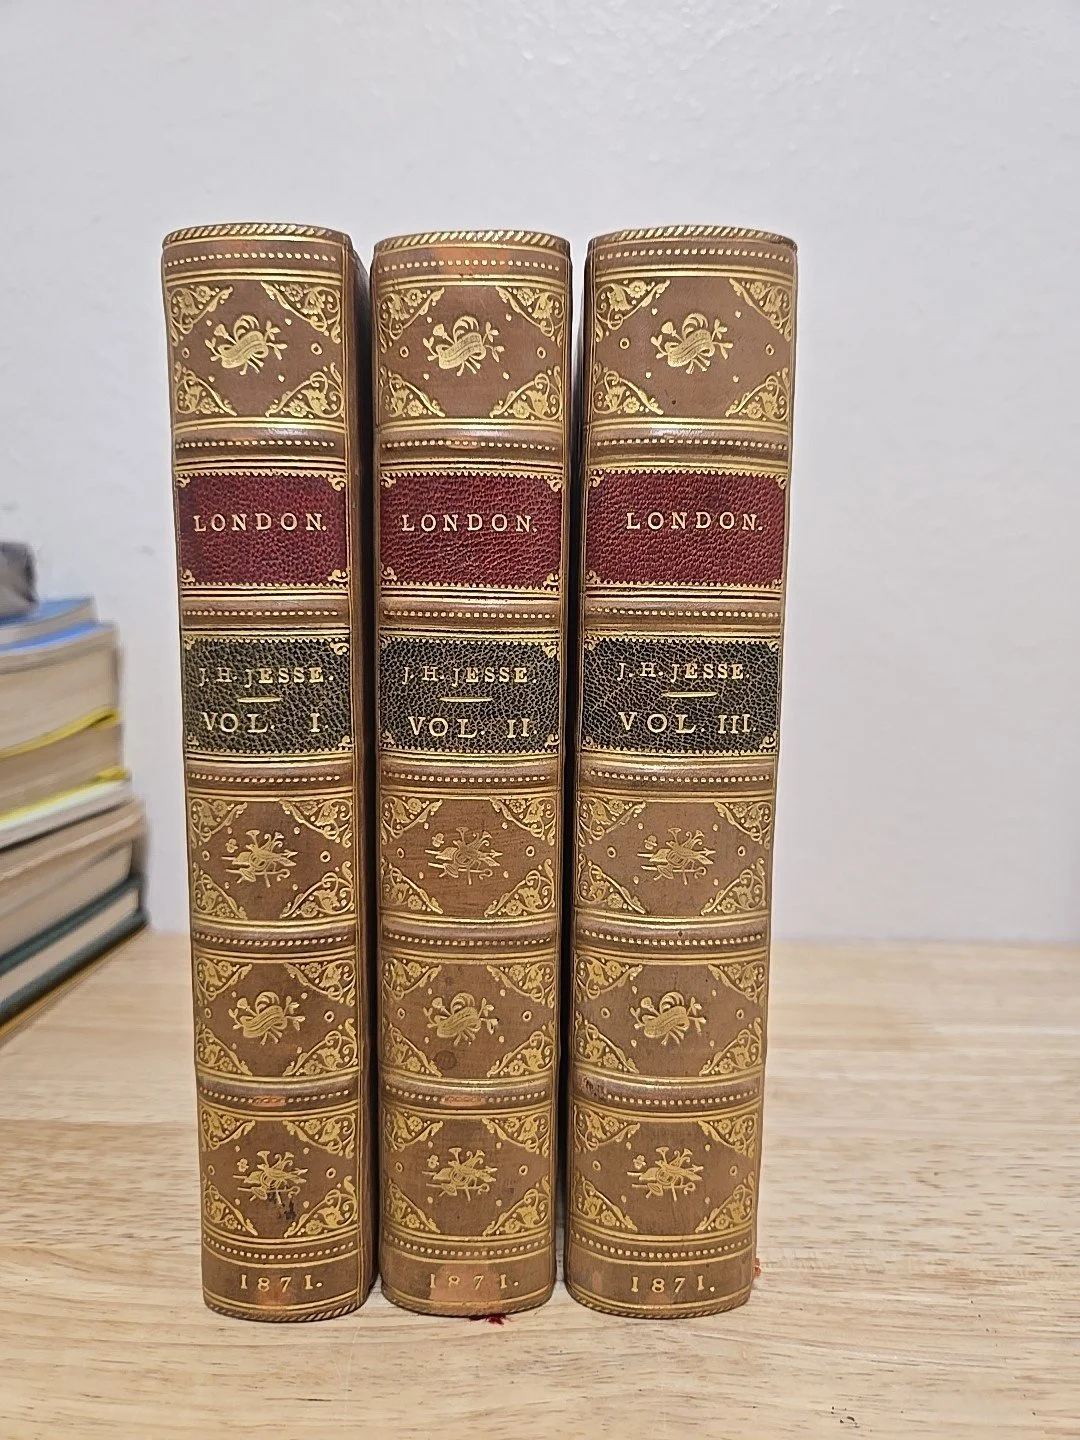 LONDON.
J. H. JESSE.
VOL. I.
1871.
LONDON.
J. H. JESSE.
VOL. II.
1871.
LONDON.
J. H. JESSE.
VOL. III.
1871.